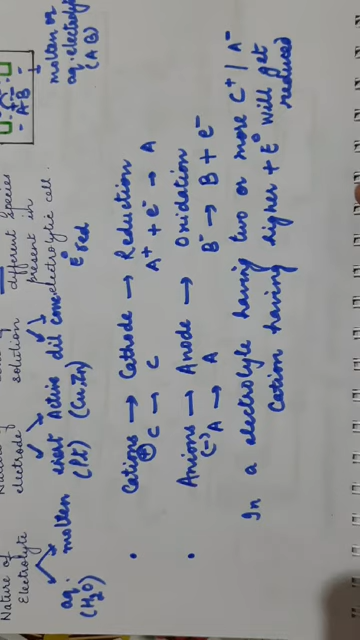 Nature of
Electrolyte
aq. molten
(H₂O)
electrode
inert Active
(Pt) (Cu, Zn)
solution
dil conc.
different species
present in
electrolytic cell.
E°red
- A⁺B⁻ -
molten or
aq. electrolyte
(AB)
• Cations → Cathode → Reduction
(+) C → C A⁺ + e⁻ → A
• Anions → Anode → Oxidation
(-) A → A B⁻ → B + e⁻
In a electrolyte having two or more C⁺ / A⁻
Cation having higher + E° will get
reduced